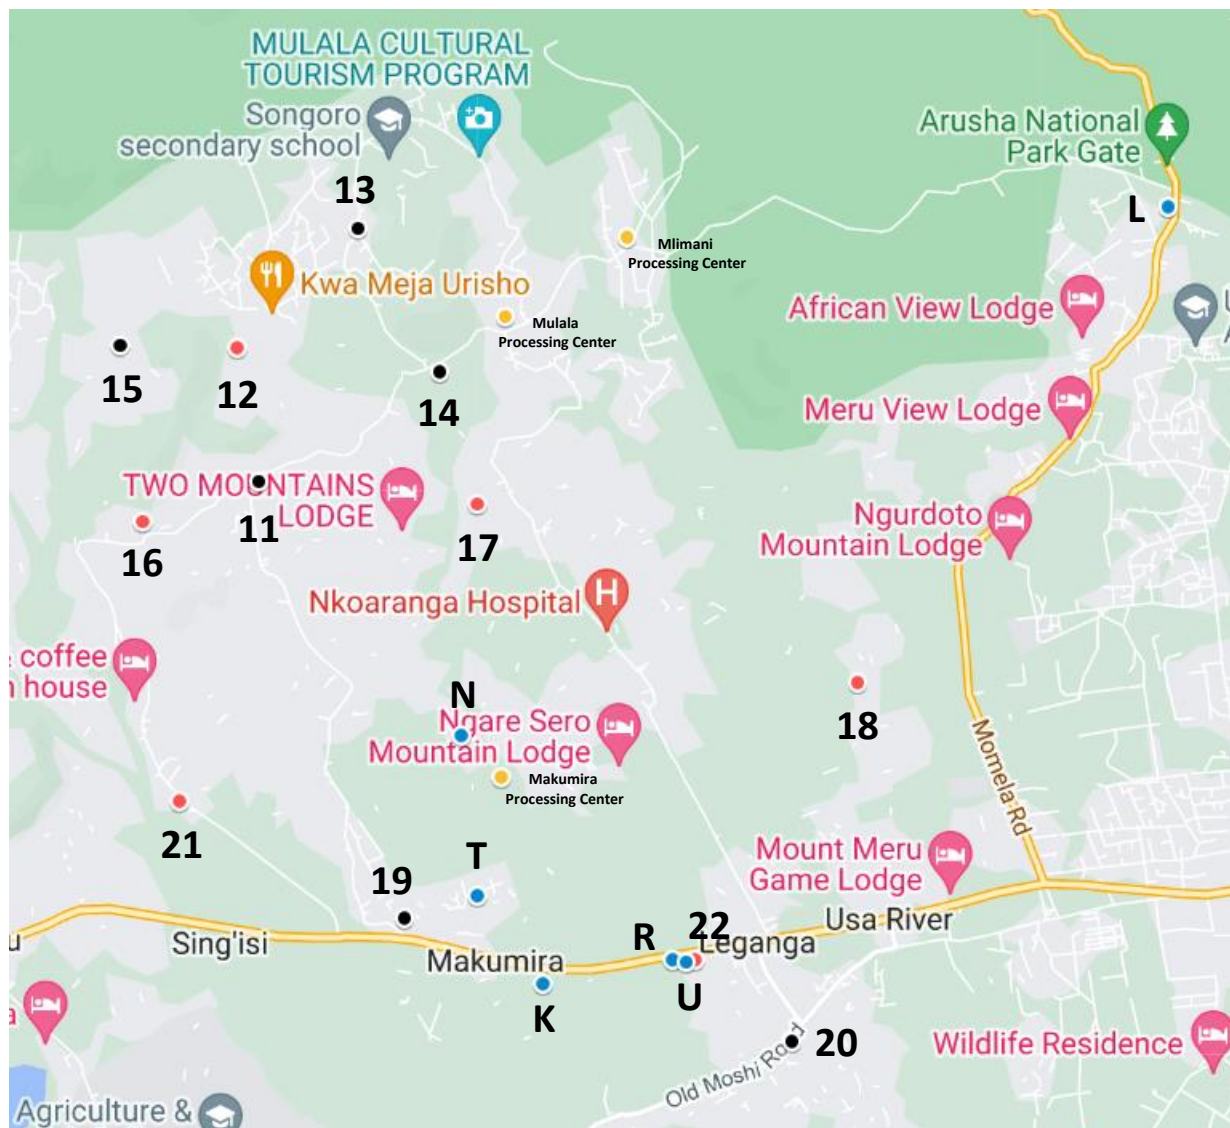 MULALA CULTURAL
TOURISM PROGRAM
Songoro
secondary school
Arusha National
Park Gate
13
L
Mlimani
Processing Center
Kwa Meja Urisho
African View Lodge
Mulala
Processing Center
15
12
14
Meru View Lodge
TWO MOUNTAINS
LODGE
11
16
17
Ngurdoto
Mountain Lodge
Nkoaranga Hospital
H
coffee
house
N
Ngare Sero
Mountain Lodge
18
Makumira
Processing Center
Momela Rd
21
T
Mount Meru
Game Lodge
19
R
22
Usa River
Sing'isi
Makumira
Leganga
U
K
20
Wildlife Residence
Old Moshi Road
Agriculture &